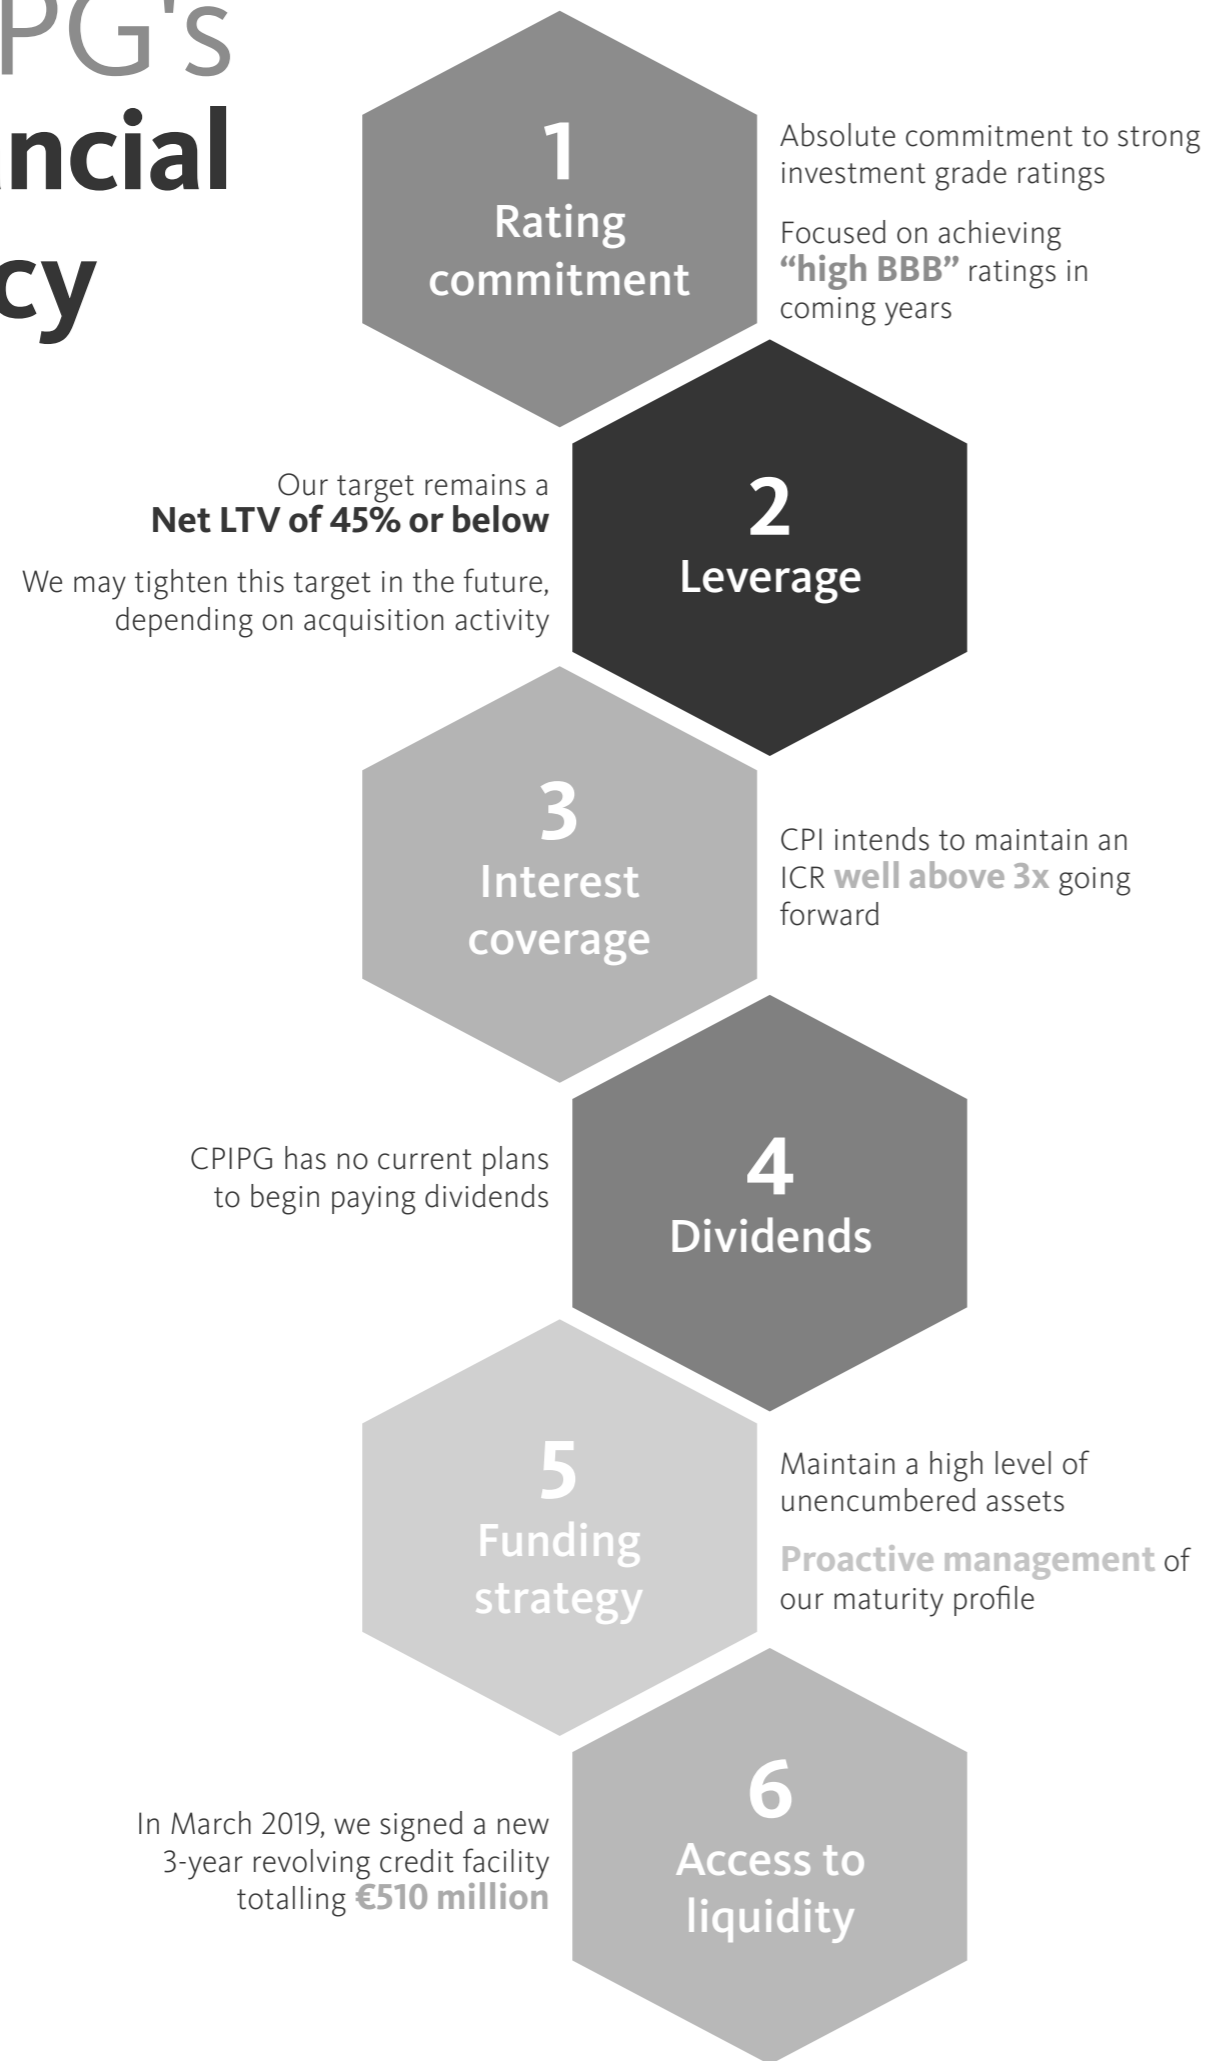 PG's
ncial
cy
1
Rating
commitment
Absolute commitment to strong
investment grade ratings
Focused on achieving
“high BBB” ratings in
coming years
Our target remains a
Net LTV of 45% or below
We may tighten this target in the future,
depending on acquisition activity
2
Leverage
3
Interest
coverage
CPI intends to maintain an
ICR well above 3x going
forward
CPIPG has no current plans
to begin paying dividends
4
Dividends
5
Funding
strategy
Maintain a high level of
unencumbered assets
Proactive management of
our maturity profile
In March 2019, we signed a new
3-year revolving credit facility
totalling €510 million
6
Access to
liquidity